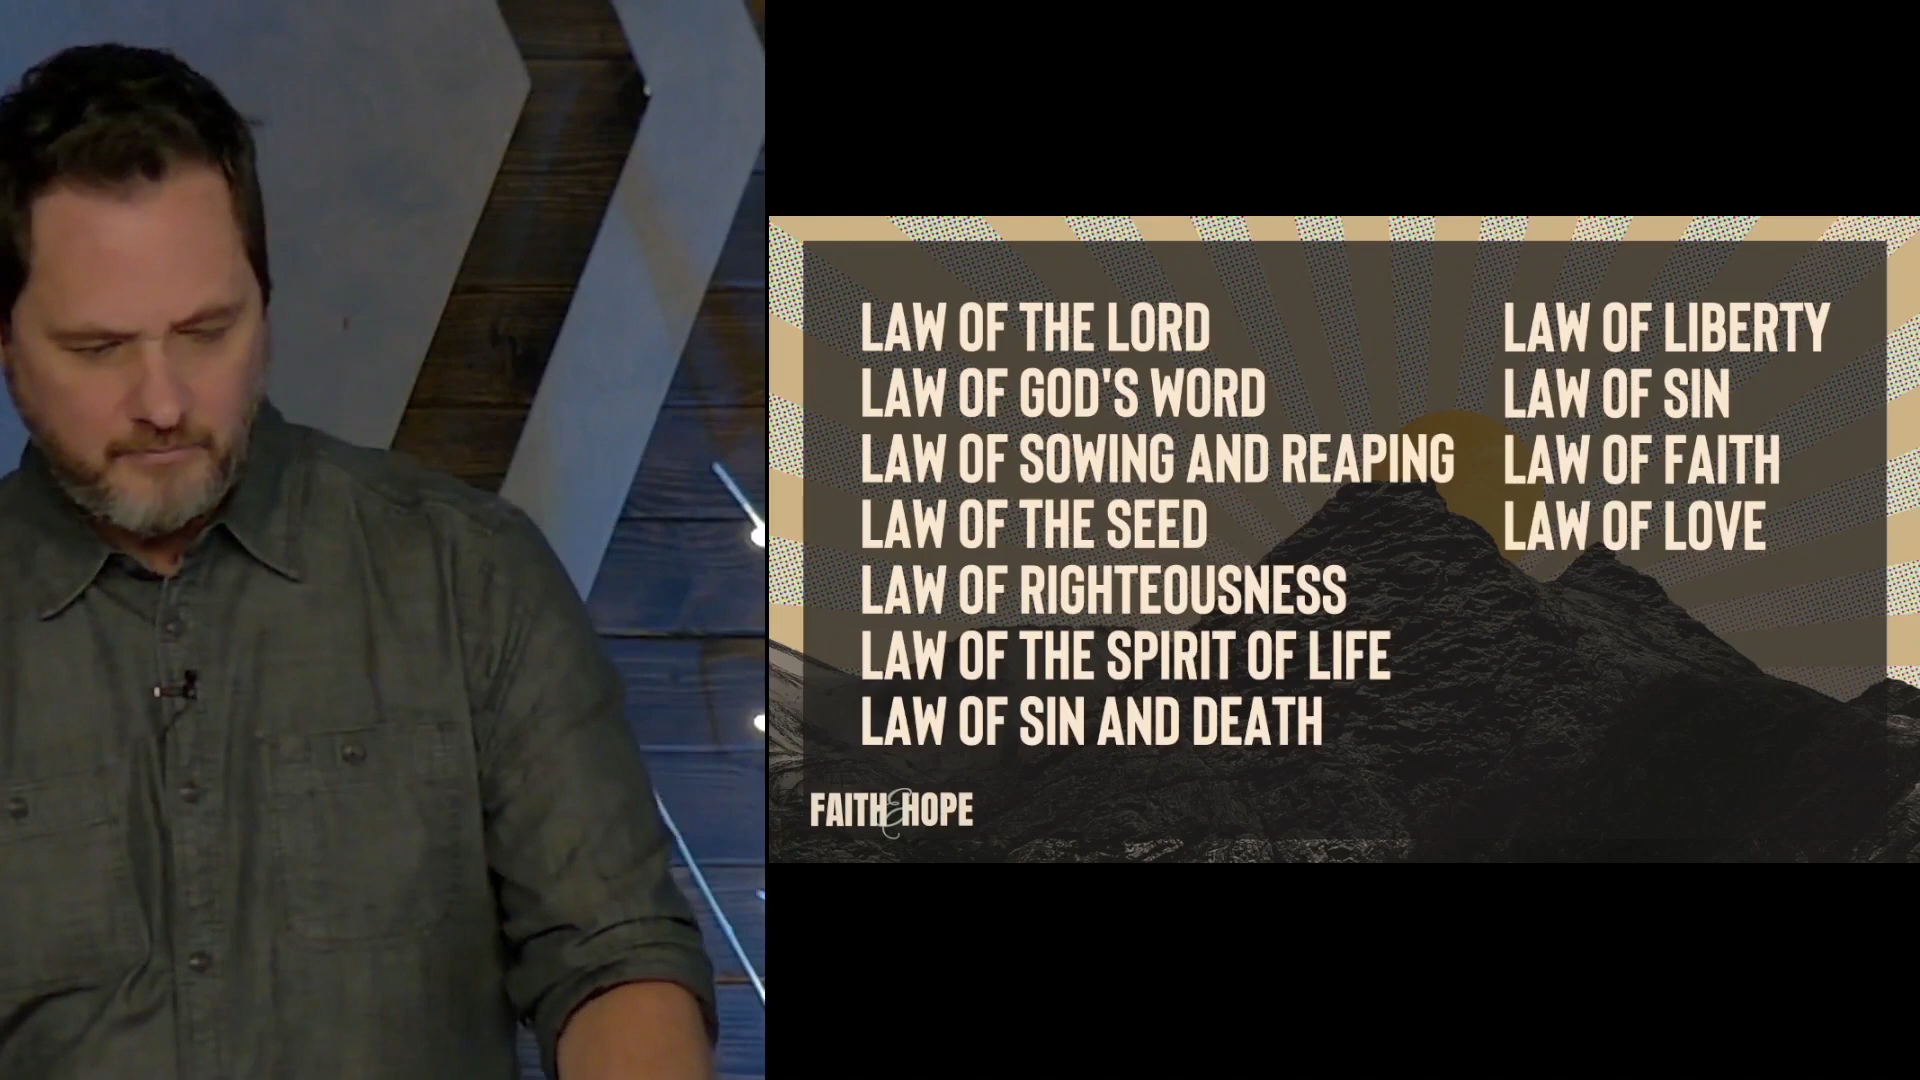 LAW OF THE LORD
LAW OF GOD'S WORD
LAW OF SOWING AND REAPING
LAW OF THE SEED
LAW OF RIGHTEOUSNESS
LAW OF THE SPIRIT OF LIFE
LAW OF SIN AND DEATH
LAW OF LIBERTY
LAW OF SIN
LAW OF FAITH
LAW OF LOVE
FAITH & HOPE